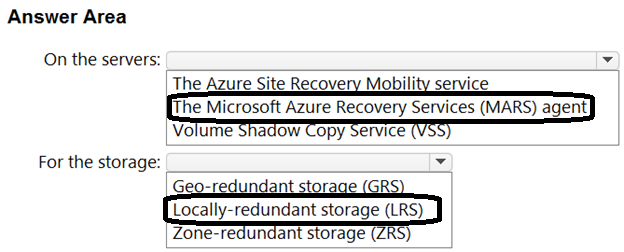 Answer Area
On the servers:
The Azure Site Recovery Mobility service
The Microsoft Azure Recovery Services (MARS) agent
Volume Shadow Copy Service (VSS)
For the storage:
Geo-redundant storage (GRS)
Locally-redundant storage (LRS)
Zone-redundant storage (ZRS)